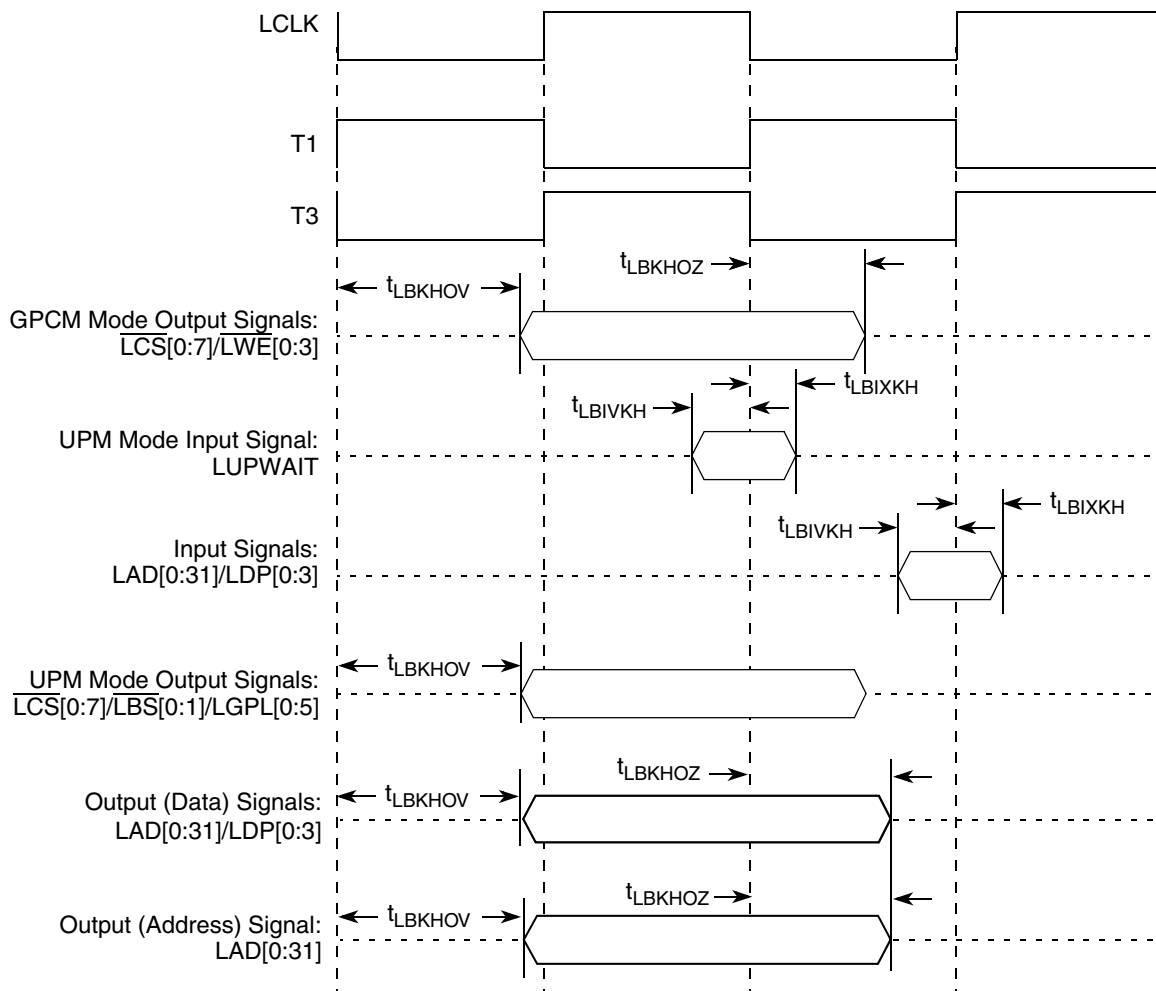 LCLK
T1
T3
tLBKHOZ
tLBKHOV
GPCM Mode Output Signals:
LCS[0:7]/LWE[0:3]
tLBIXKH
tLBIVKH
UPM Mode Input Signal:
LUPWAIT
tLBIXKH
tLBIVKH
Input Signals:
LAD[0:31]/LDP[0:3]
tLBKHOV
UPM Mode Output Signals:
LCS[0:7]/LBS[0:1]/LGPL[0:5]
tLBKHOZ
tLBKHOV
Output (Data) Signals:
LAD[0:31]/LDP[0:3]
tLBKHOZ
tLBKHOV
Output (Address) Signal:
LAD[0:31]